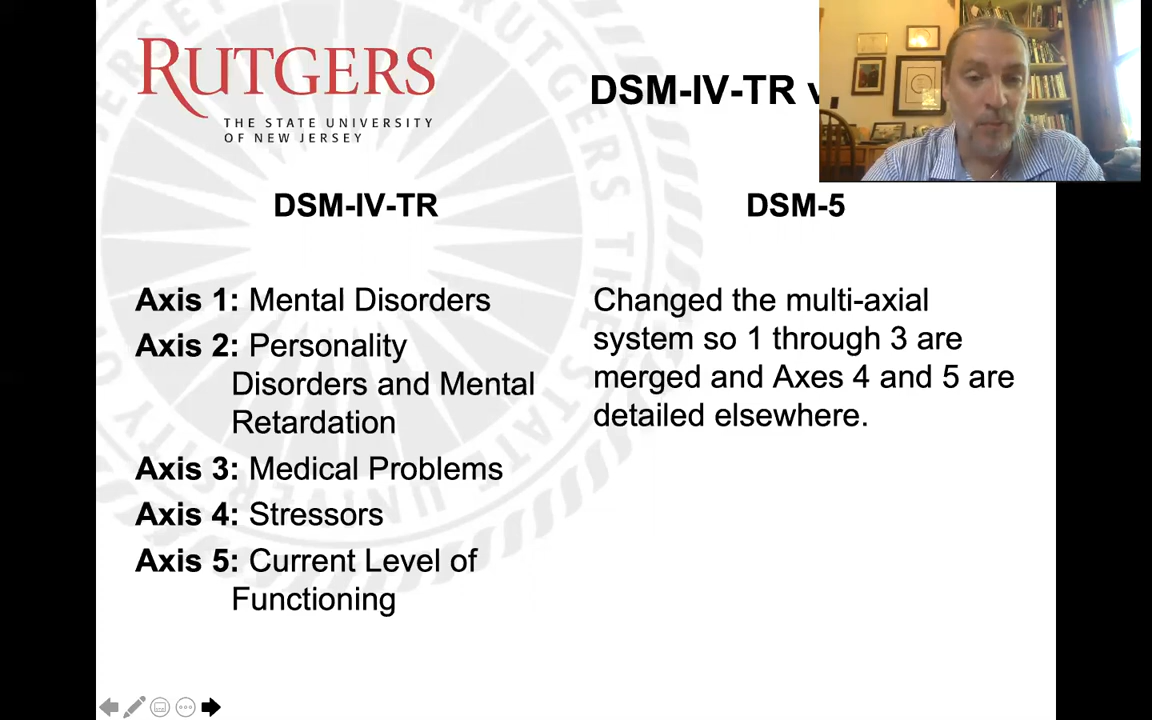 RUTGERS
THE STATE UNIVERSITY
OF NEW JERSEY
DSM-IV-TR
DSM-IV-TR
DSM-5
Axis 1: Mental Disorders
Axis 2: Personality
Disorders and Mental
Retardation
Axis 3: Medical Problems
Axis 4: Stressors
Axis 5: Current Level of
Functioning
Changed the multi-axial
system so 1 through 3 are
merged and Axes 4 and 5 are
detailed elsewhere.